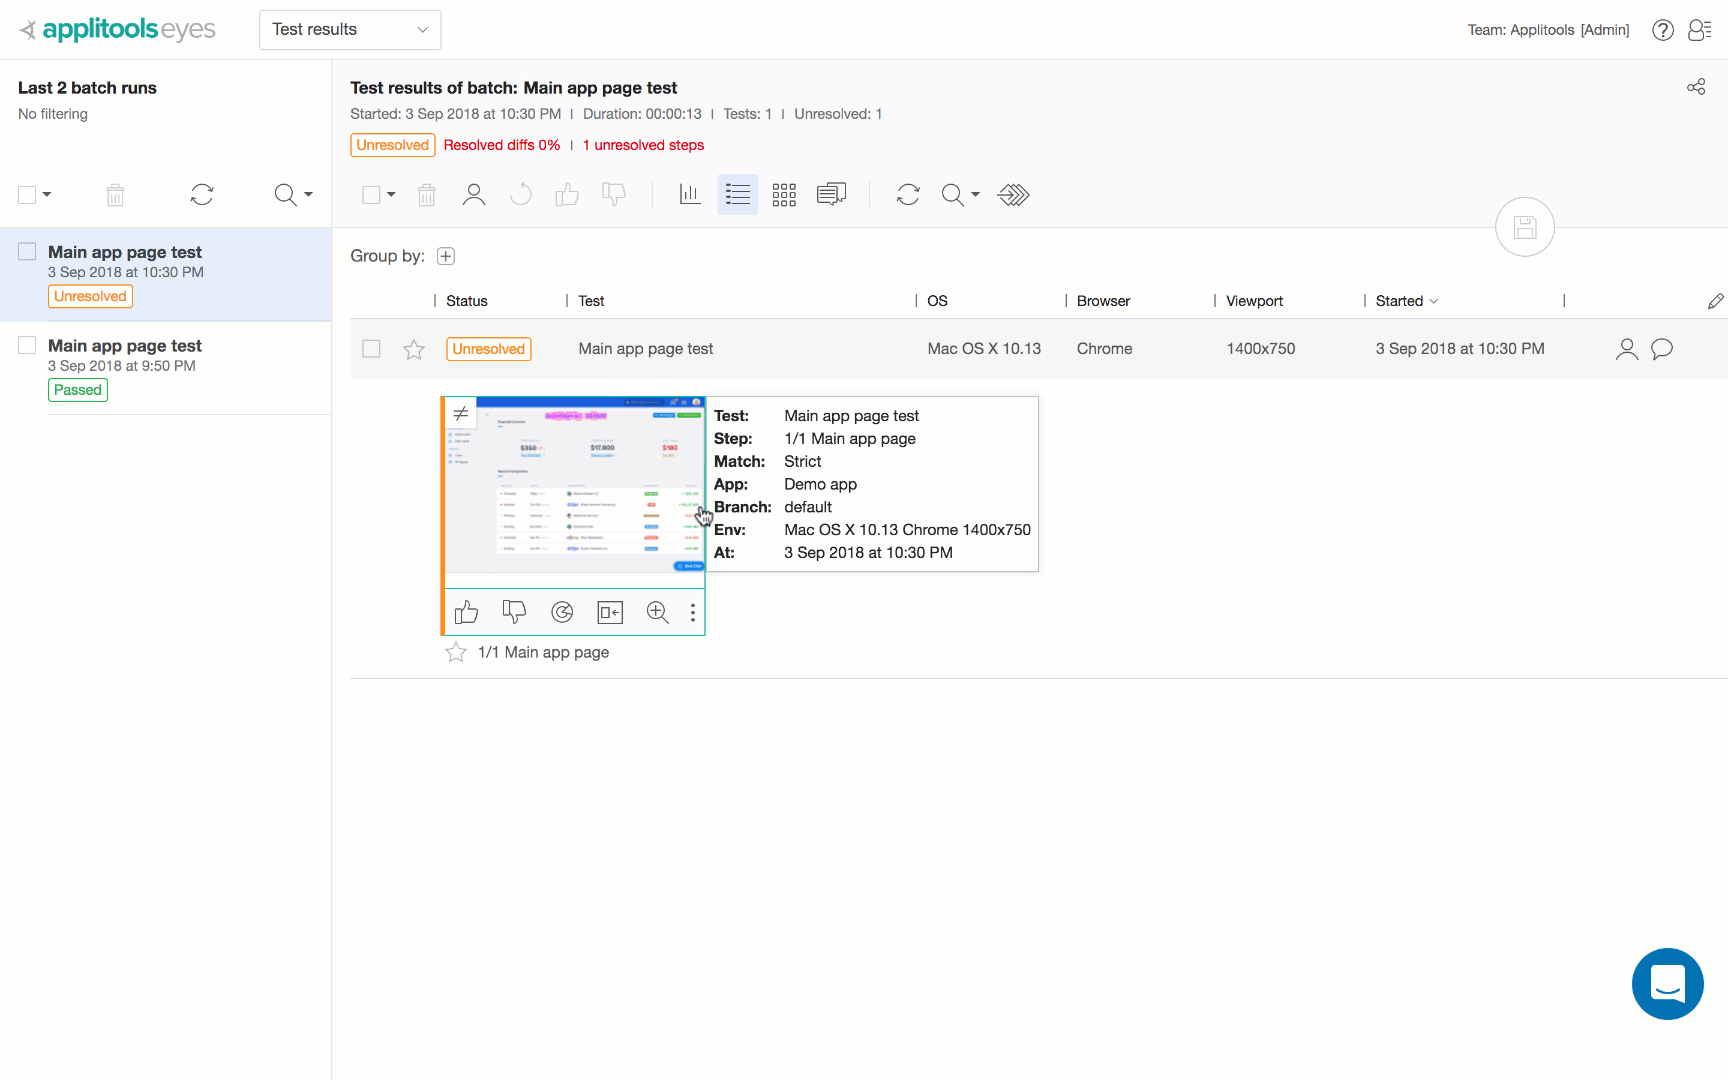 applitools eyes
Test results
Team: Applitools [Admin]
Last 2 batch runs
No filtering
Main app page test
3 Sep 2018 at 10:30 PM
Unresolved
Main app page test
3 Sep 2018 at 9:50 PM
Passed
Test results of batch: Main app page test
Started: 3 Sep 2018 at 10:30 PM | Duration: 00:00:13 | Tests: 1 | Unresolved: 1
Unresolved Resolved diffs 0% | 1 unresolved steps
Group by:
Status Test OS Browser Viewport Started
Unresolved Main app page test Mac OS X 10.13 Chrome 1400x750 3 Sep 2018 at 10:30 PM
$350 $17,800 $180
Test: Main app page test
Step: 1/1 Main app page
Match: Strict
App: Demo app
Branch: default
Env: Mac OS X 10.13 Chrome 1400x750
At: 3 Sep 2018 at 10:30 PM
1/1 Main app page